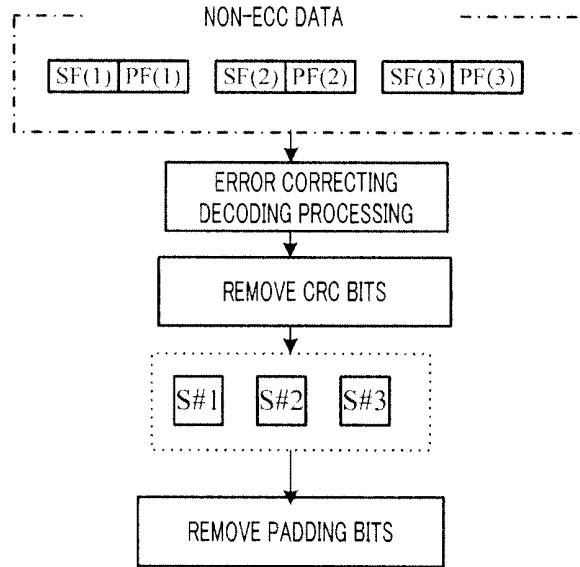 NON-ECC DATA
SF(1) PF(1) SF(2) PF(2) SF(3) PF(3)
ERROR CORRECTING
DECODING PROCESSING
REMOVE CRC BITS
S#1 S#2 S#3
REMOVE PADDING BITS